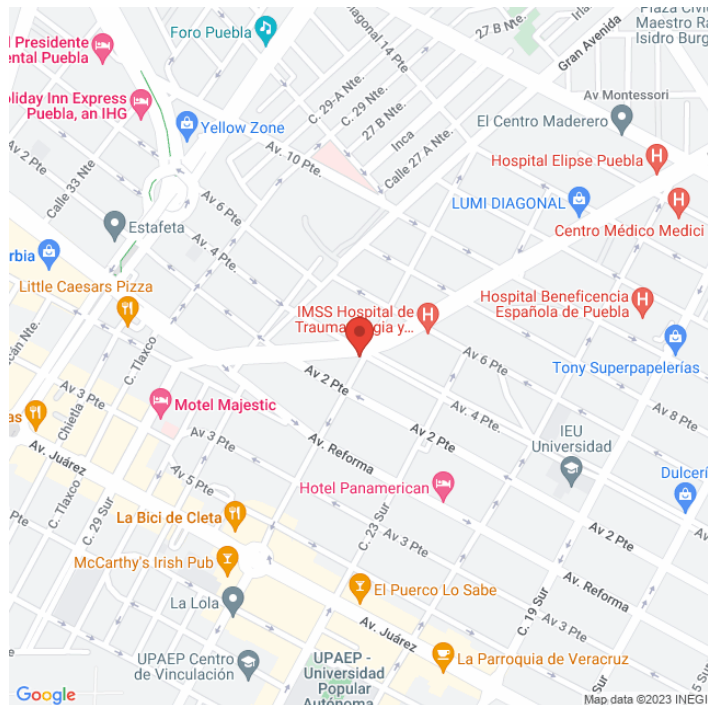 Plaza Civic
Maestro Ra
Isidro Burg
27 B N
Gran Avenida
Foro Puebla
Diagonal 14 Pte
l Presidente
ental Puebla
C. 29-A Nte.
C. 29 Nte.
27 B Nte.
Inca
Calle 27 A Nte.
Av Montessori
El Centro Maderero
oliday Inn Express
Puebla, an IHG
Yellow Zone
Av. 10 Pte.
Hospital Elipse Puebla
Av 2 Pte
Calle 33 Nte
Av 6 Pte.
LUMI DIAGONAL
Centro Médico Medici
Estafeta
Av. 4 Pte.
rbia
Little Caesars Pizza
IMSS Hospital de
Hospital Beneficencia
Española de Puebla
Tony Superpapelerías
Av 6 Pte
C. Tlaxco
Av 2 Pte
Av 3 Pte
Chietla
Motel Majestic
Av. 4 Pte.
Av 8 Pte
as
Av 3 Pte
Av. Reforma
Av 2 Pte
IEU
Universidad
Av. Juárez
Av 5 Pte
Hotel Panamerican
Dulcerí
C. Tlaxco
C. 29 Sur
La Bici de Cleta
C. 23 Sur
Av 2 Pte
McCarthy's Irish Pub
Av 3 Pte
Av. Reforma
El Puerco Lo Sabe
La Lola
C. 19 Sur
Av. Juárez
Av 3 Pte
UPAEP Centro
de Vinculación
UPAEP -
Universidad
Popular
Autónoma
La Parroquia de Veracruz
5 Sur
Google
Map data ©2023 INEGI